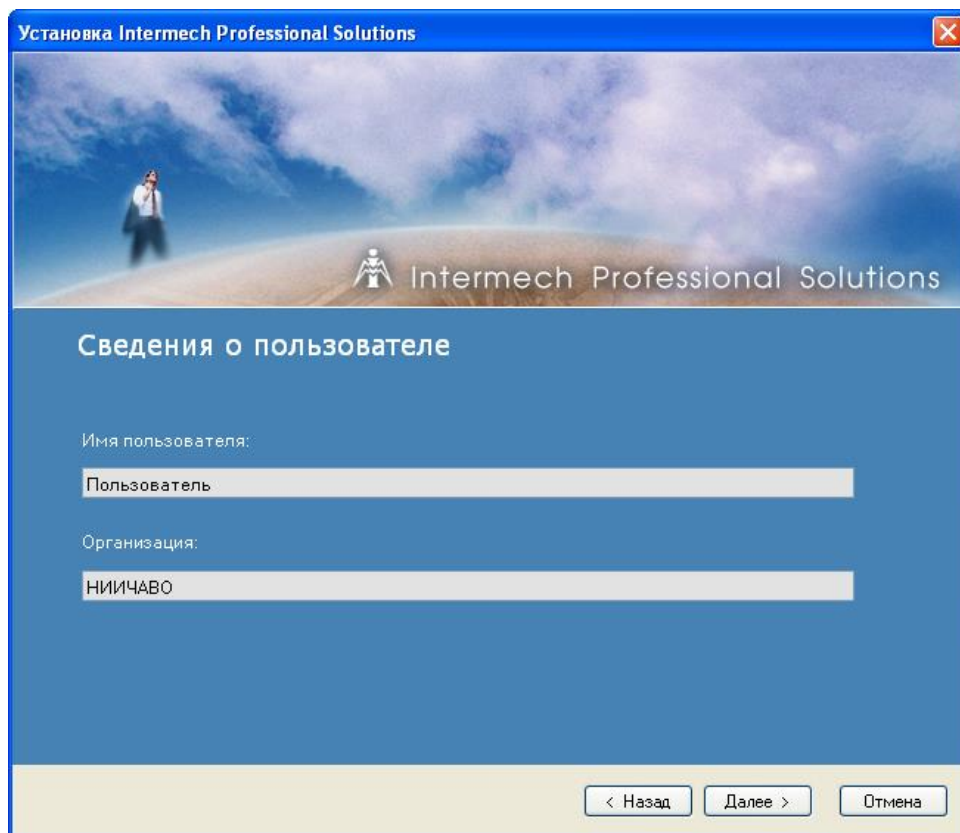 Установка Intermech Professional Solutions
Intermech Professional Solutions
Сведения о пользователе
Имя пользователя:
Пользователь
Организация:
НИИЧАВО
< Назад Далее > Отмена